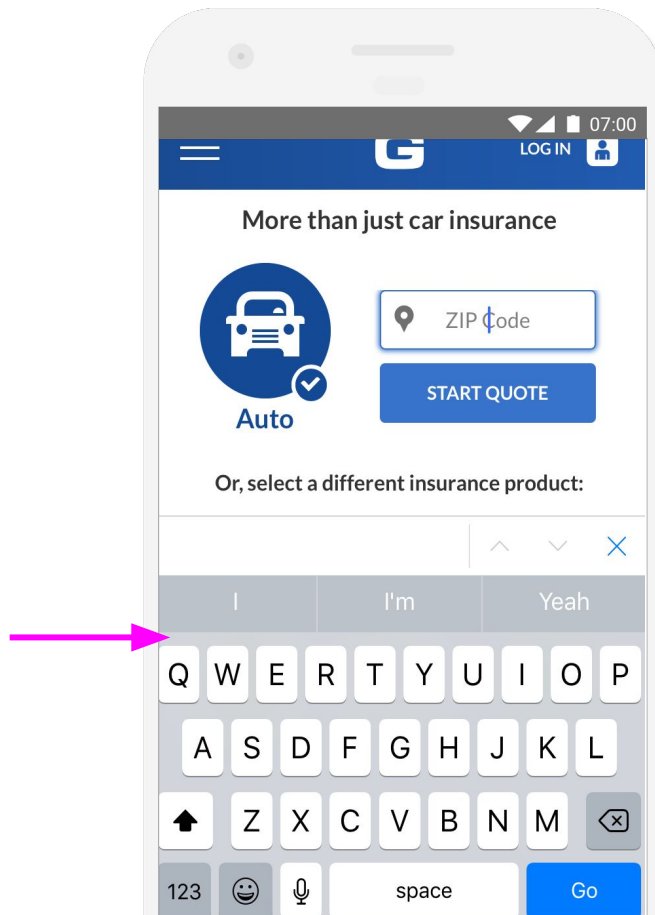 07:00
G LOG IN
More than just car insurance
ZIP Code
START QUOTE
Auto
Or, select a different insurance product:
I I'm Yeah
Q W E R T Y U I O P
A S D F G H J K L
Z X C V B N M
123 space Go